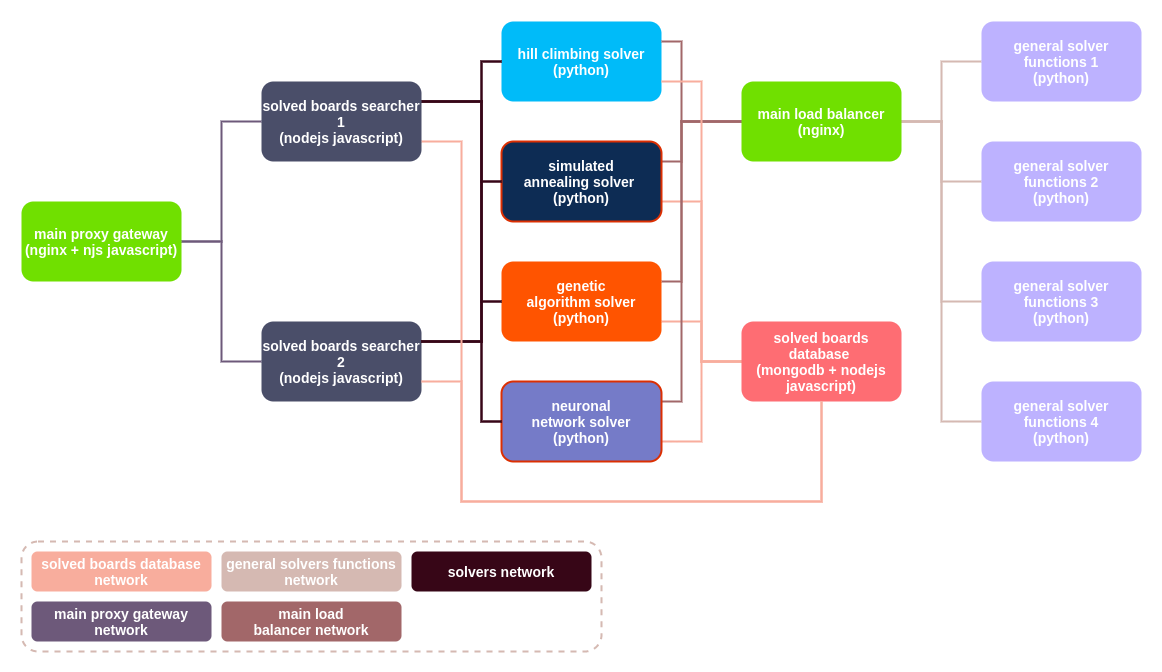 main proxy gateway
(nginx + njs javascript)
solved boards searcher
1
(nodejs javascript)
solved boards searcher
2
(nodejs javascript)
hill climbing solver
(python)
simulated
annealing solver
(python)
genetic
algorithm solver
(python)
neuronal
network solver
(python)
main load balancer
(nginx)
solved boards
database
(mongodb + nodejs
javascript)
general solver
functions 1
(python)
general solver
functions 2
(python)
general solver
functions 3
(python)
general solver
functions 4
(python)
solved boards database
network
general solvers functions
network
solvers network
main proxy gateway
network
main load
balancer network